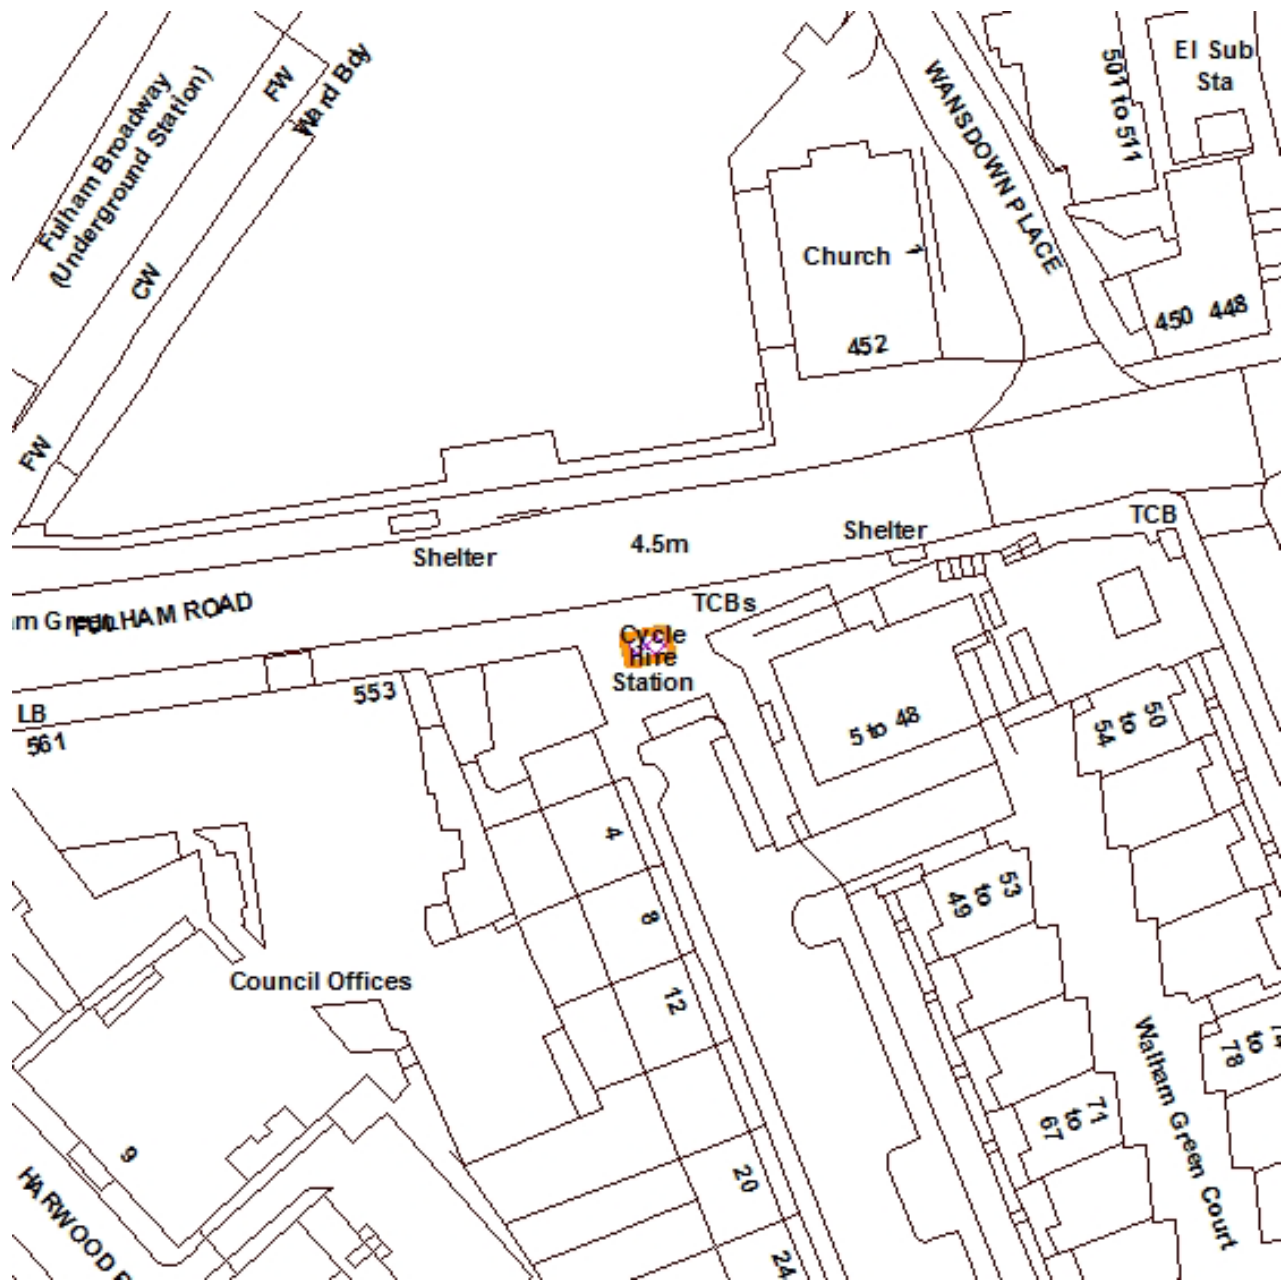 Fulham Broadway
(Underground Station)
FW
Ward Bdy
CW
FW
WANSDOWN PLACE
501 to 511
El Sub
Sta
Church
1
452
450
448
Shelter
4.5m
Shelter
TCB
TCBs
FULHAM ROAD
Cycle
Hire
Station
LB
561
553
5 to 48
54
to
50
4
8
12
20
24
49
to
53
67
to
71
78
to
Council Offices
9
HARWOOD
Walham Green Court